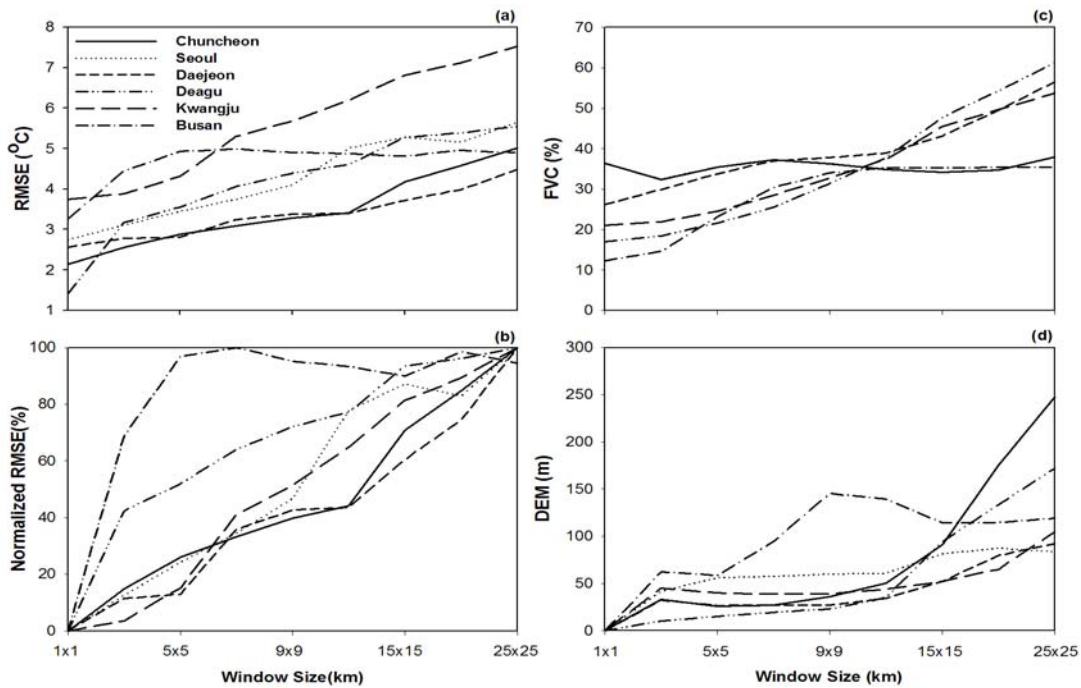 (a)
8
7
6
5
4
3
2
1
RMSE (°C)
Chuncheon
Seoul
Daejeon
Deagu
Kwangju
Busan
(c)
70
60
50
40
30
20
10
0
FVC (%)
(b)
100
80
60
40
20
0
Normalized RMSE(%)
1x1 5x5 9x9 15x15 25x25
Window Size(km)
(d)
300
250
200
150
100
50
0
DEM (m)
1x1 5x5 9x9 15x15 25x25
Window Size (km)